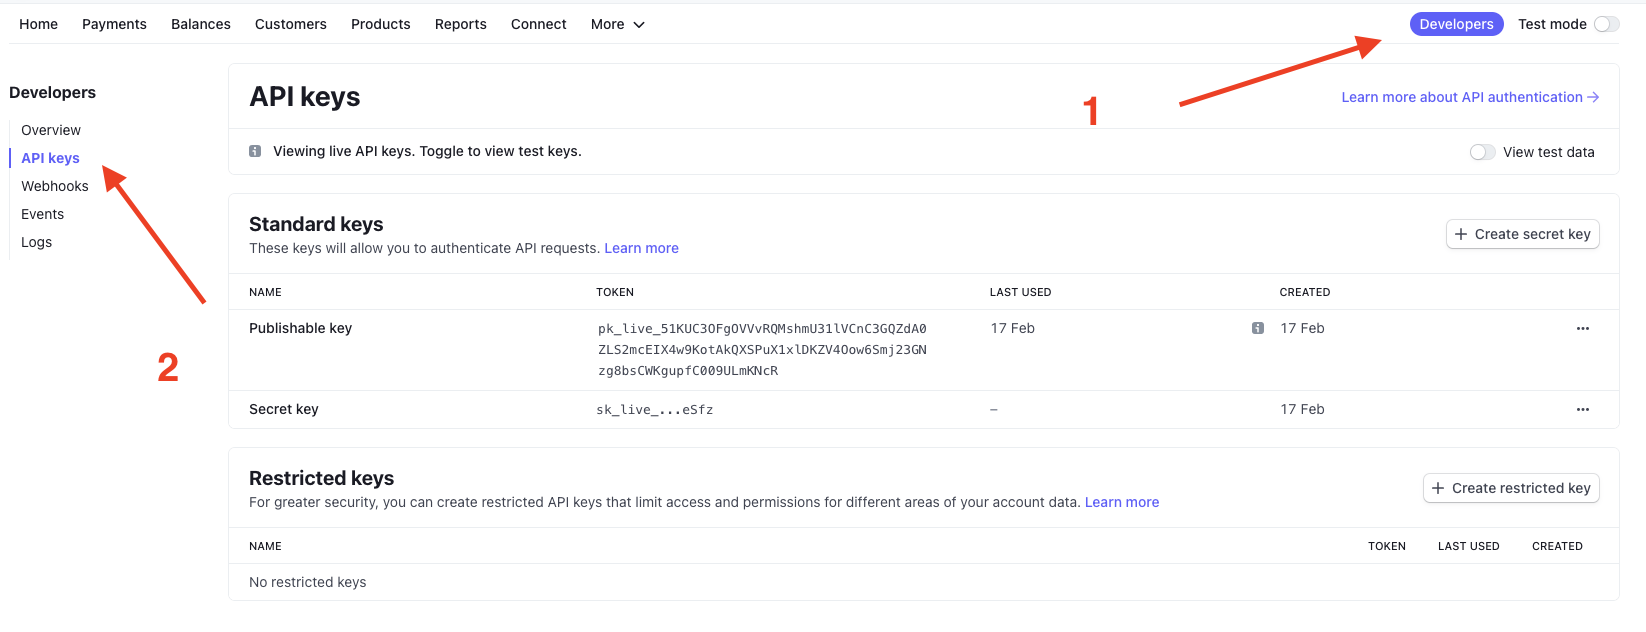 Home Payments Balances Customers Products Reports Connect More Developers Test mode
1
Developers
API keys
Learn more about API authentication →
Overview
API keys
Viewing live API keys. Toggle to view test keys.
View test data
Webhooks
Events
Logs
2
Standard keys
These keys will allow you to authenticate API requests. Learn more
+ Create secret key
NAME TOKEN LAST USED CREATED
Publishable key pk_live_51KUC3OFgOVVvRQMshmU31lVCnC3GQZdA0 17 Feb 17 Feb ...
ZLS2mcEIX4w9KotAkQXSPuX1xlDKZV4Oow6Smj23GN
zg8bsCWKgupfC009ULmKNcR
Secret key sk_live_...eSfz – 17 Feb ...
Restricted keys
For greater security, you can create restricted API keys that limit access and permissions for different areas of your account data. Learn more
+ Create restricted key
NAME TOKEN LAST USED CREATED
No restricted keys